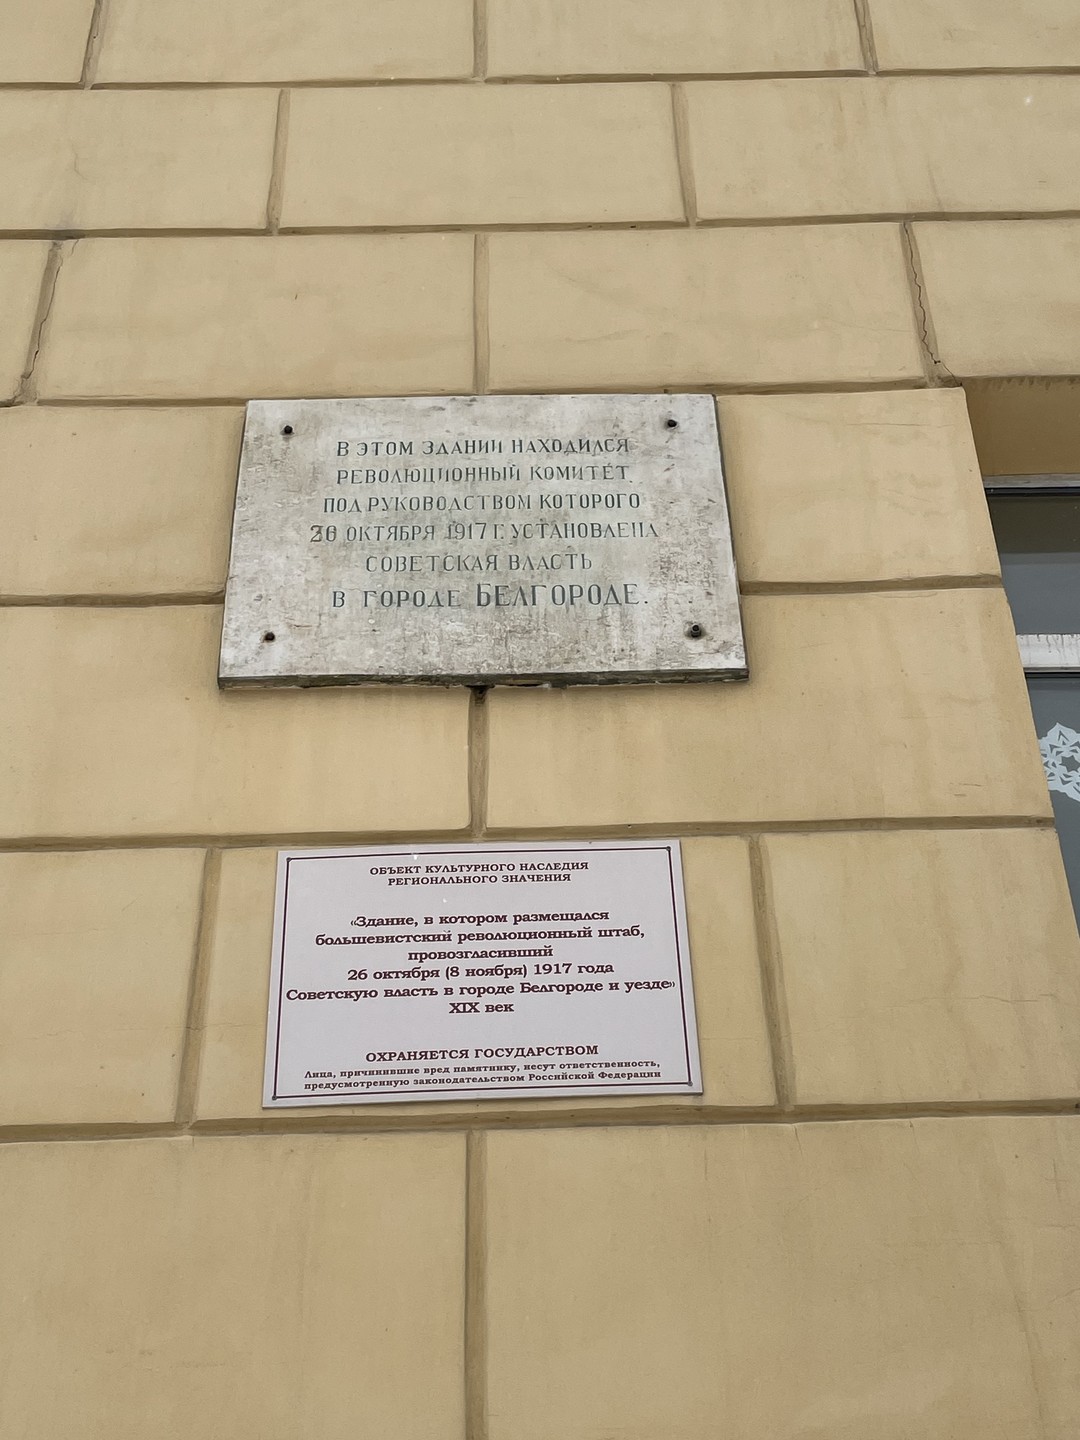 В ЭТОМ ЗДАНИИ НАХОДИЛСЯ
РЕВОЛЮЦИОННЫЙ КОМИТЕТ.
ПОД РУКОВОДСТВОМ КОТОРОГО
26 ОКТЯБРЯ 1917 Г. УСТАНОВЛЕНА
СОВЕТСКАЯ ВЛАСТЬ
В ГОРОДЕ БЕЛГОРОДЕ.
ОБЪЕКТ КУЛЬТУРНОГО НАСЛЕДИЯ
РЕГИОНАЛЬНОГО ЗНАЧЕНИЯ
«Здание, в котором размещался
большевистский революционный штаб,
провозгласивший
26 октября (8 ноября) 1917 года
Советскую власть в городе Белгороде и уезде»
XIX век
ОХРАНЯЕТСЯ ГОСУДАРСТВОМ
Лица, причинившие вред памятнику, несут ответственность,
предусмотренную законодательством Российской Федерации